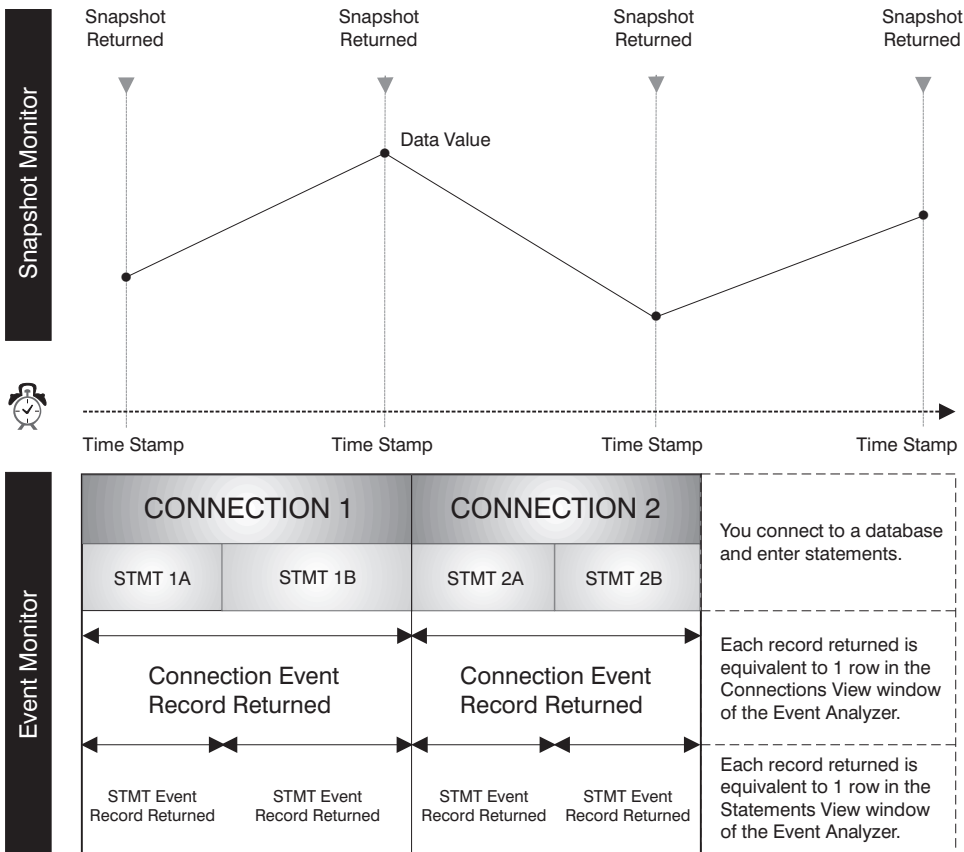 Snapshot Monitor
Snapshot
Returned
Snapshot
Returned
Snapshot
Returned
Snapshot
Returned
Data Value
Time Stamp
Time Stamp
Time Stamp
Time Stamp
Event Monitor
CONNECTION 1
CONNECTION 2
You connect to a database
and enter statements.
STMT 1A
STMT 1B
STMT 2A
STMT 2B
Connection Event
Record Returned
Connection Event
Record Returned
Each record returned is
equivalent to 1 row in the
Connections View window
of the Event Analyzer.
STMT Event
Record Returned
STMT Event
Record Returned
STMT Event
Record Returned
STMT Event
Record Returned
Each record returned is
equivalent to 1 row in the
Statements View window
of the Event Analyzer.